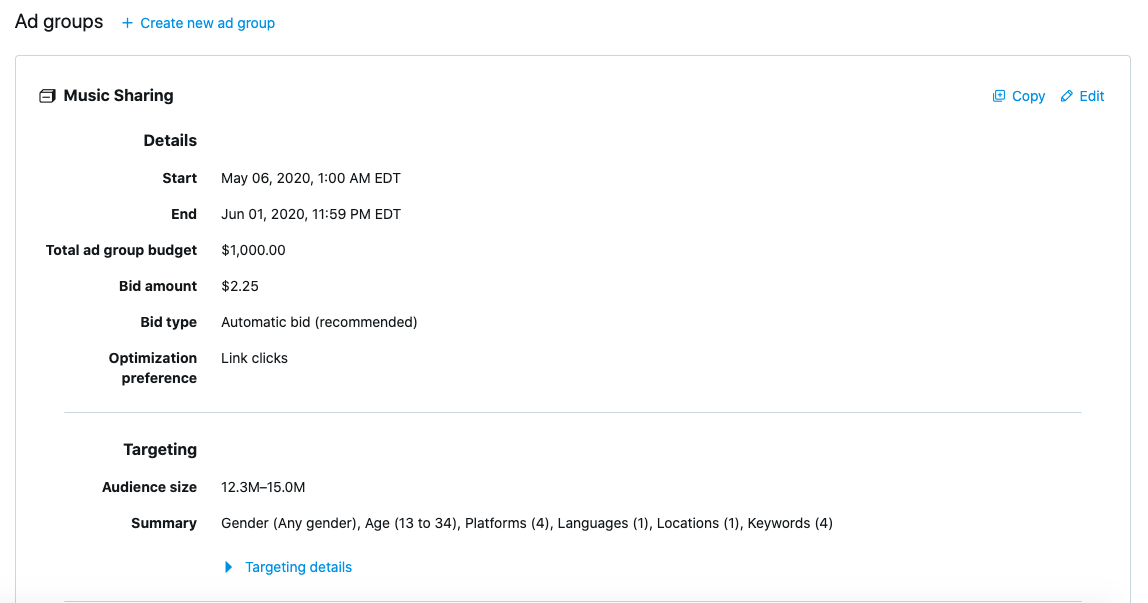 Ad groups + Create new ad group
Music Sharing Copy Edit
Details
Start May 06, 2020, 1:00 AM EDT
End Jun 01, 2020, 11:59 PM EDT
Total ad group budget $1,000.00
Bid amount $2.25
Bid type Automatic bid (recommended)
Optimization Link clicks
preference
Targeting
Audience size 12.3M–15.0M
Summary Gender (Any gender), Age (13 to 34), Platforms (4), Languages (1), Locations (1), Keywords (4)
Targeting details